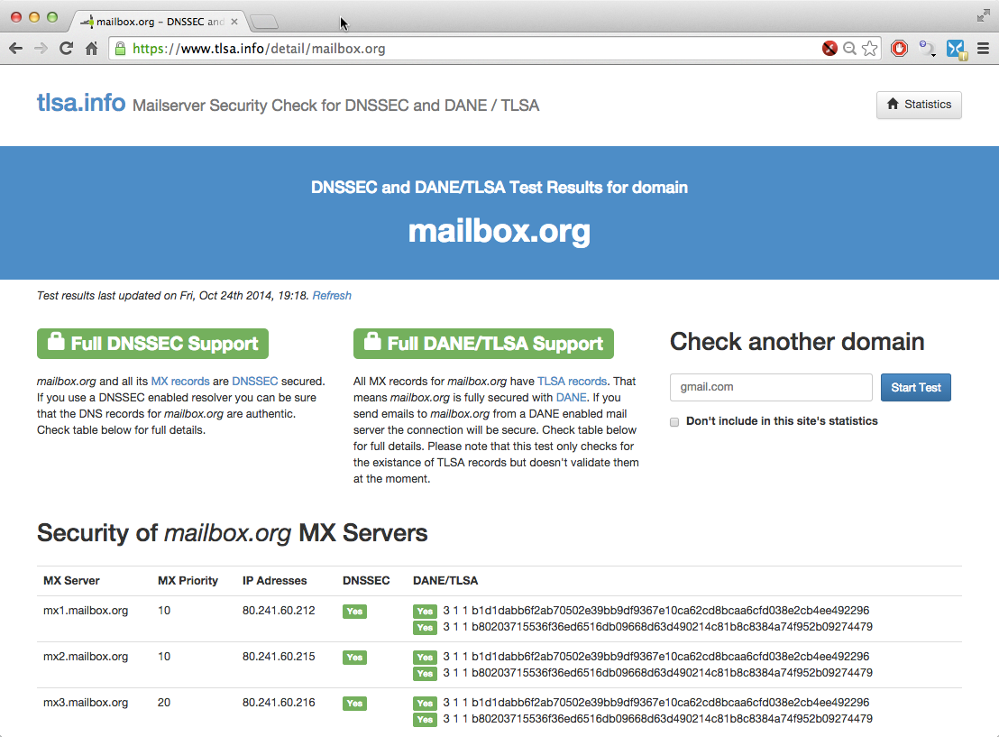 mailbox.org – DNSSEC and
https://www.tlsa.info/detail/mailbox.org
tlsa.info Mailserver Security Check for DNSSEC and DANE / TLSA
Statistics
DNSSEC and DANE/TLSA Test Results for domain
mailbox.org
Test results last updated on Fri, Oct 24th 2014, 19:18. Refresh
Full DNSSEC Support
mailbox.org and all its MX records are DNSSEC secured.
If you use a DNSSEC enabled resolver you can be sure
that the DNS records for mailbox.org are authentic.
Check table below for full details.
Full DANE/TLSA Support
All MX records for mailbox.org have TLSA records. That
means mailbox.org is fully secured with DANE. If you
send emails to mailbox.org from a DANE enabled mail
server the connection will be secure. Check table below
for full details. Please note that this test only checks for
the existance of TLSA records but doesn't validate them
at the moment.
Check another domain
gmail.com
Start Test
Don't include in this site's statistics
Security of mailbox.org MX Servers
MX Server MX Priority IP Adresses DNSSEC DANE/TLSA
mx1.mailbox.org 10 80.241.60.212 Yes Yes 3 1 1 b1d1dabb6f2ab70502e39bb9df9367e10ca62cd8bcaa6cfd038e2cb4ee492296
Yes 3 1 1 b80203715536f36ed6516db09668d63d490214c81b8c8384a74f952b09274479
mx2.mailbox.org 10 80.241.60.215 Yes Yes 3 1 1 b1d1dabb6f2ab70502e39bb9df9367e10ca62cd8bcaa6cfd038e2cb4ee492296
Yes 3 1 1 b80203715536f36ed6516db09668d63d490214c81b8c8384a74f952b09274479
mx3.mailbox.org 20 80.241.60.216 Yes Yes 3 1 1 b1d1dabb6f2ab70502e39bb9df9367e10ca62cd8bcaa6cfd038e2cb4ee492296
Yes 3 1 1 b80203715536f36ed6516db09668d63d490214c81b8c8384a74f952b09274479